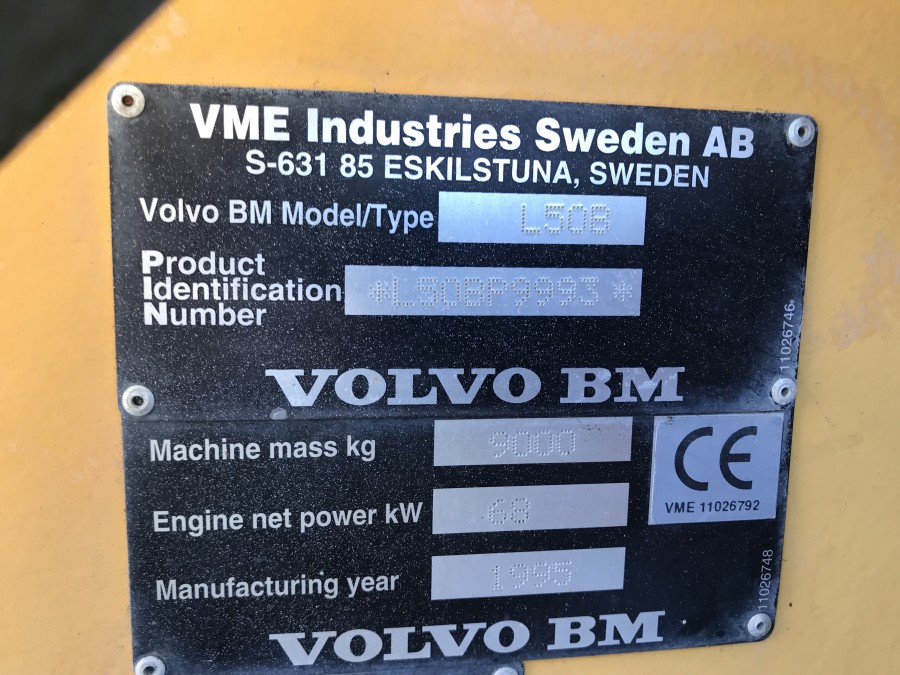 VME Industries Sweden AB
S-631 85 ESKILSTUNA, SWEDEN
Volvo BM Model/Type L50B
Product
Identification *L50BP9993*
Number
11026746
VOLVO BM
Machine mass kg 9000
CE
VME 11026792
Engine net power kW 68
Manufacturing year 1995
11026748
VOLVO BM